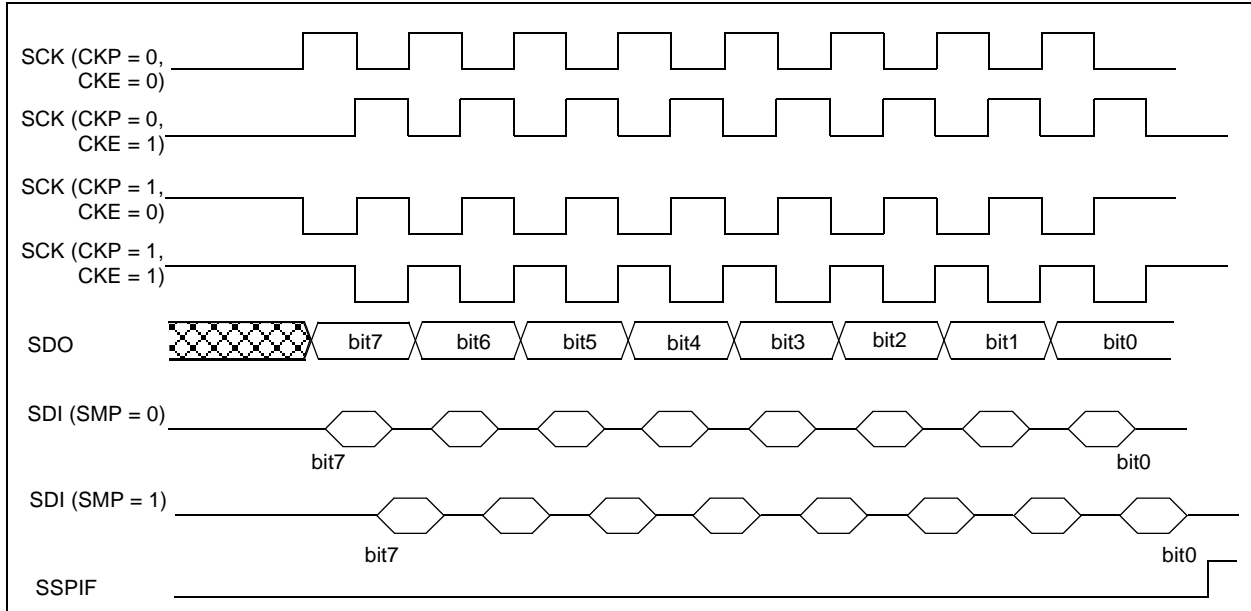 SCK (CKP = 0,
CKE = 0)
SCK (CKP = 0,
CKE = 1)
SCK (CKP = 1,
CKE = 0)
SCK (CKP = 1,
CKE = 1)
SDO bit7 bit6 bit5 bit4 bit3 bit2 bit1 bit0
SDI (SMP = 0)
bit7 bit0
SDI (SMP = 1)
bit7 bit0
SSPIF